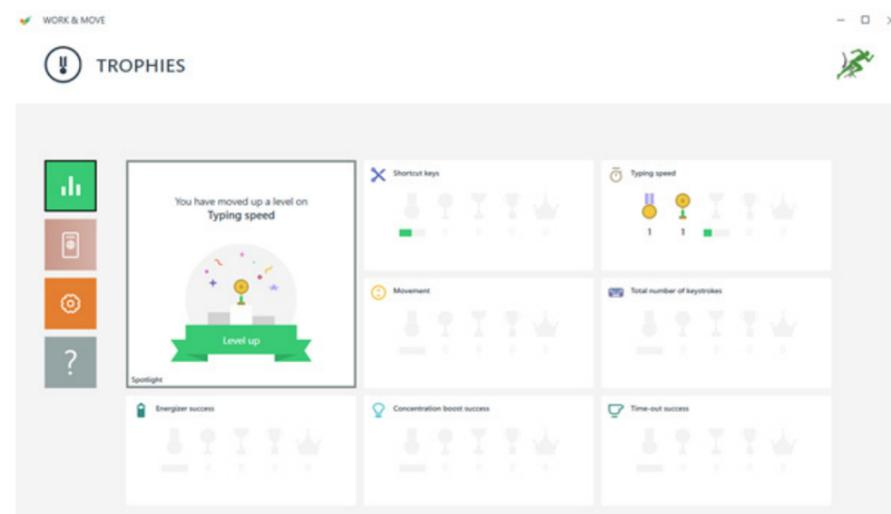 WORK & MOVE
TROPHIES
You have moved up a level on
Typing speed
Level up
Spotlight
Shortcut keys
Typing speed
1 1
Movement
Total number of keystrokes
Energizer success
Concentration boost success
Time-out success
?